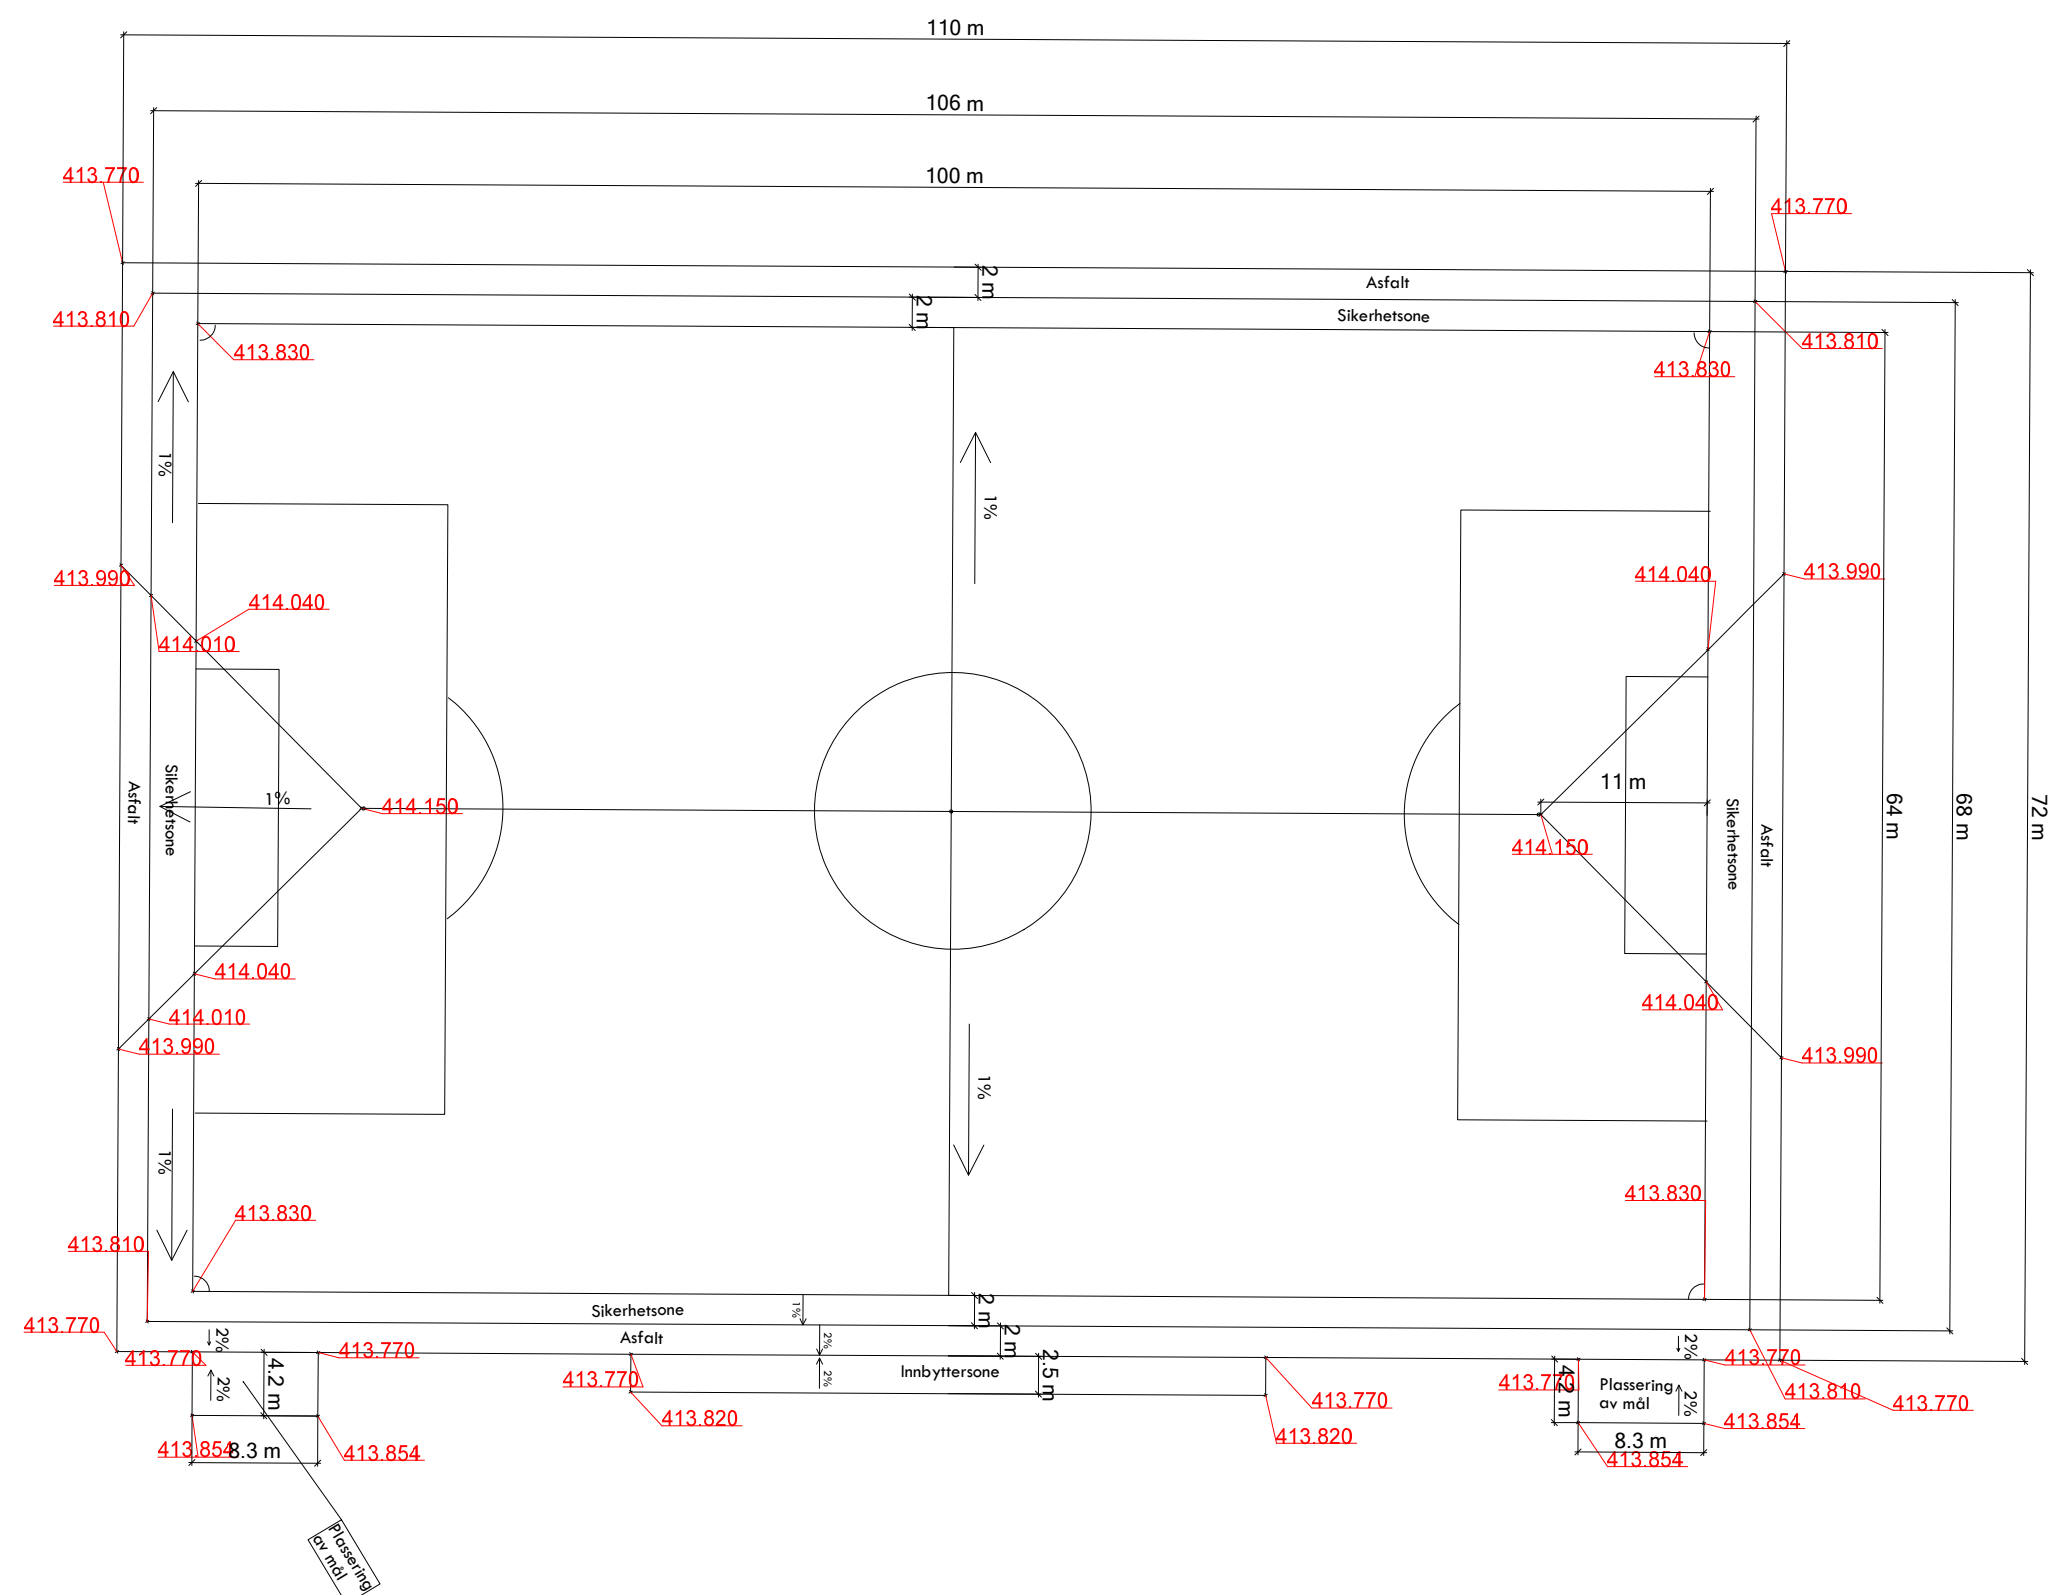 110 m
106 m
100 m
413.770
413.770
2 m
Asfalt
2 m
Sikerhetsone
413.810
413.810
413.830
413.830
1%
1%
413.990
414.040
414.010
414.040
413.990
Asfalt
Sikerhetsone
1%
414.150
11 m
414.150
Sikerhetsone
Asfalt
64 m
68 m
72 m
414.040
414.010
413.990
414.040
413.990
1%
1%
413.830
413.830
413.810
Sikerhetsone
1%
2 m
413.770
2%
413.770
413.770
Asfalt
2%
2 m
2%
413.770
4.2 m
2%
413.770
Innbyttersone
2%
2.5 m
413.770
413.770
4.2 m
Plassering
av mål
2%
413.810
413.770
413.820
413.820
413.854
413.854
8.3 m
413.854
8.3 m
413.854
Plassering
av mål